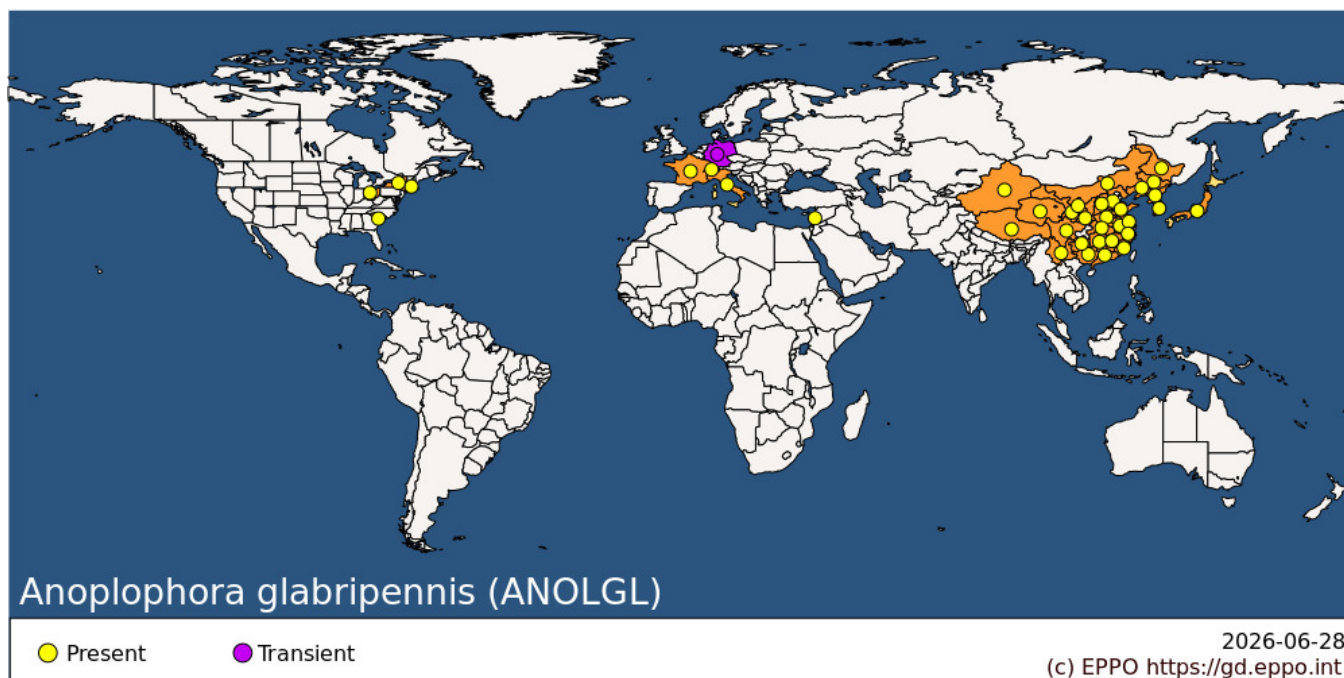 Anoplophora glabripennis (ANOLGL)
Present
Transient
2026-06-28
(c) EPPO https://gd.eppo.int